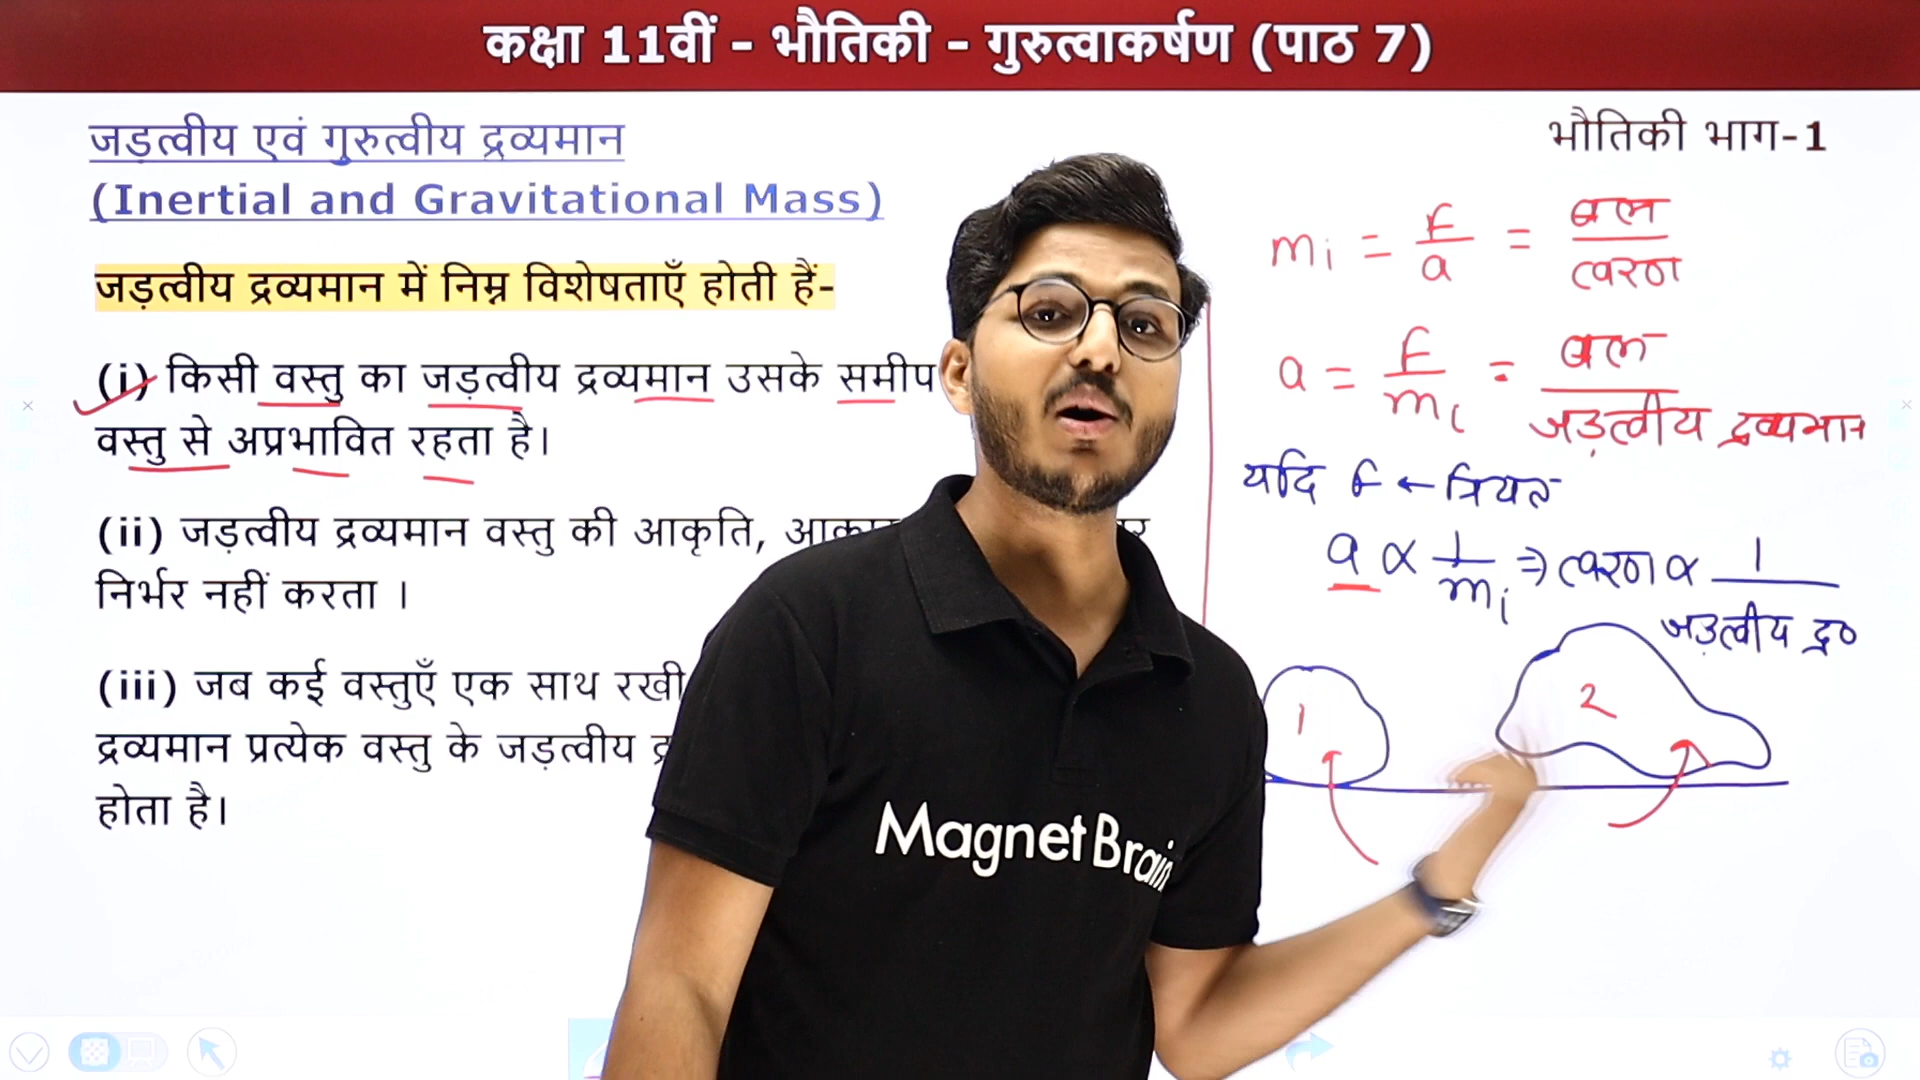 कक्षा 11वीं - भौतिकी - गुरुत्वाकर्षण (पाठ 7)
जड़त्वीय एवं गुरुत्वीय द्रव्यमान
(Inertial and Gravitational Mass)
भौतिकी भाग-1
जड़त्वीय द्रव्यमान में निम्न विशेषताएँ होती हैं-
(i) किसी वस्तु का जड़त्वीय द्रव्यमान उसके समीप
वस्तु से अप्रभावित रहता है।
(ii) जड़त्वीय द्रव्यमान वस्तु की आकृति,
निर्भर नहीं करता ।
(iii) जब कई वस्तुएँ एक साथ रखी
द्रव्यमान प्रत्येक वस्तु के जड़त्वीय
होता है।
mi = F/a = बल/त्वरण
a = F/mi = बल/जड़त्वीय द्रव्यमान
यदि F ← नियत
a ∝ 1/mi ⇒ त्वरण ∝ 1/जड़त्वीय द्र०
1
2
Magnet Brain